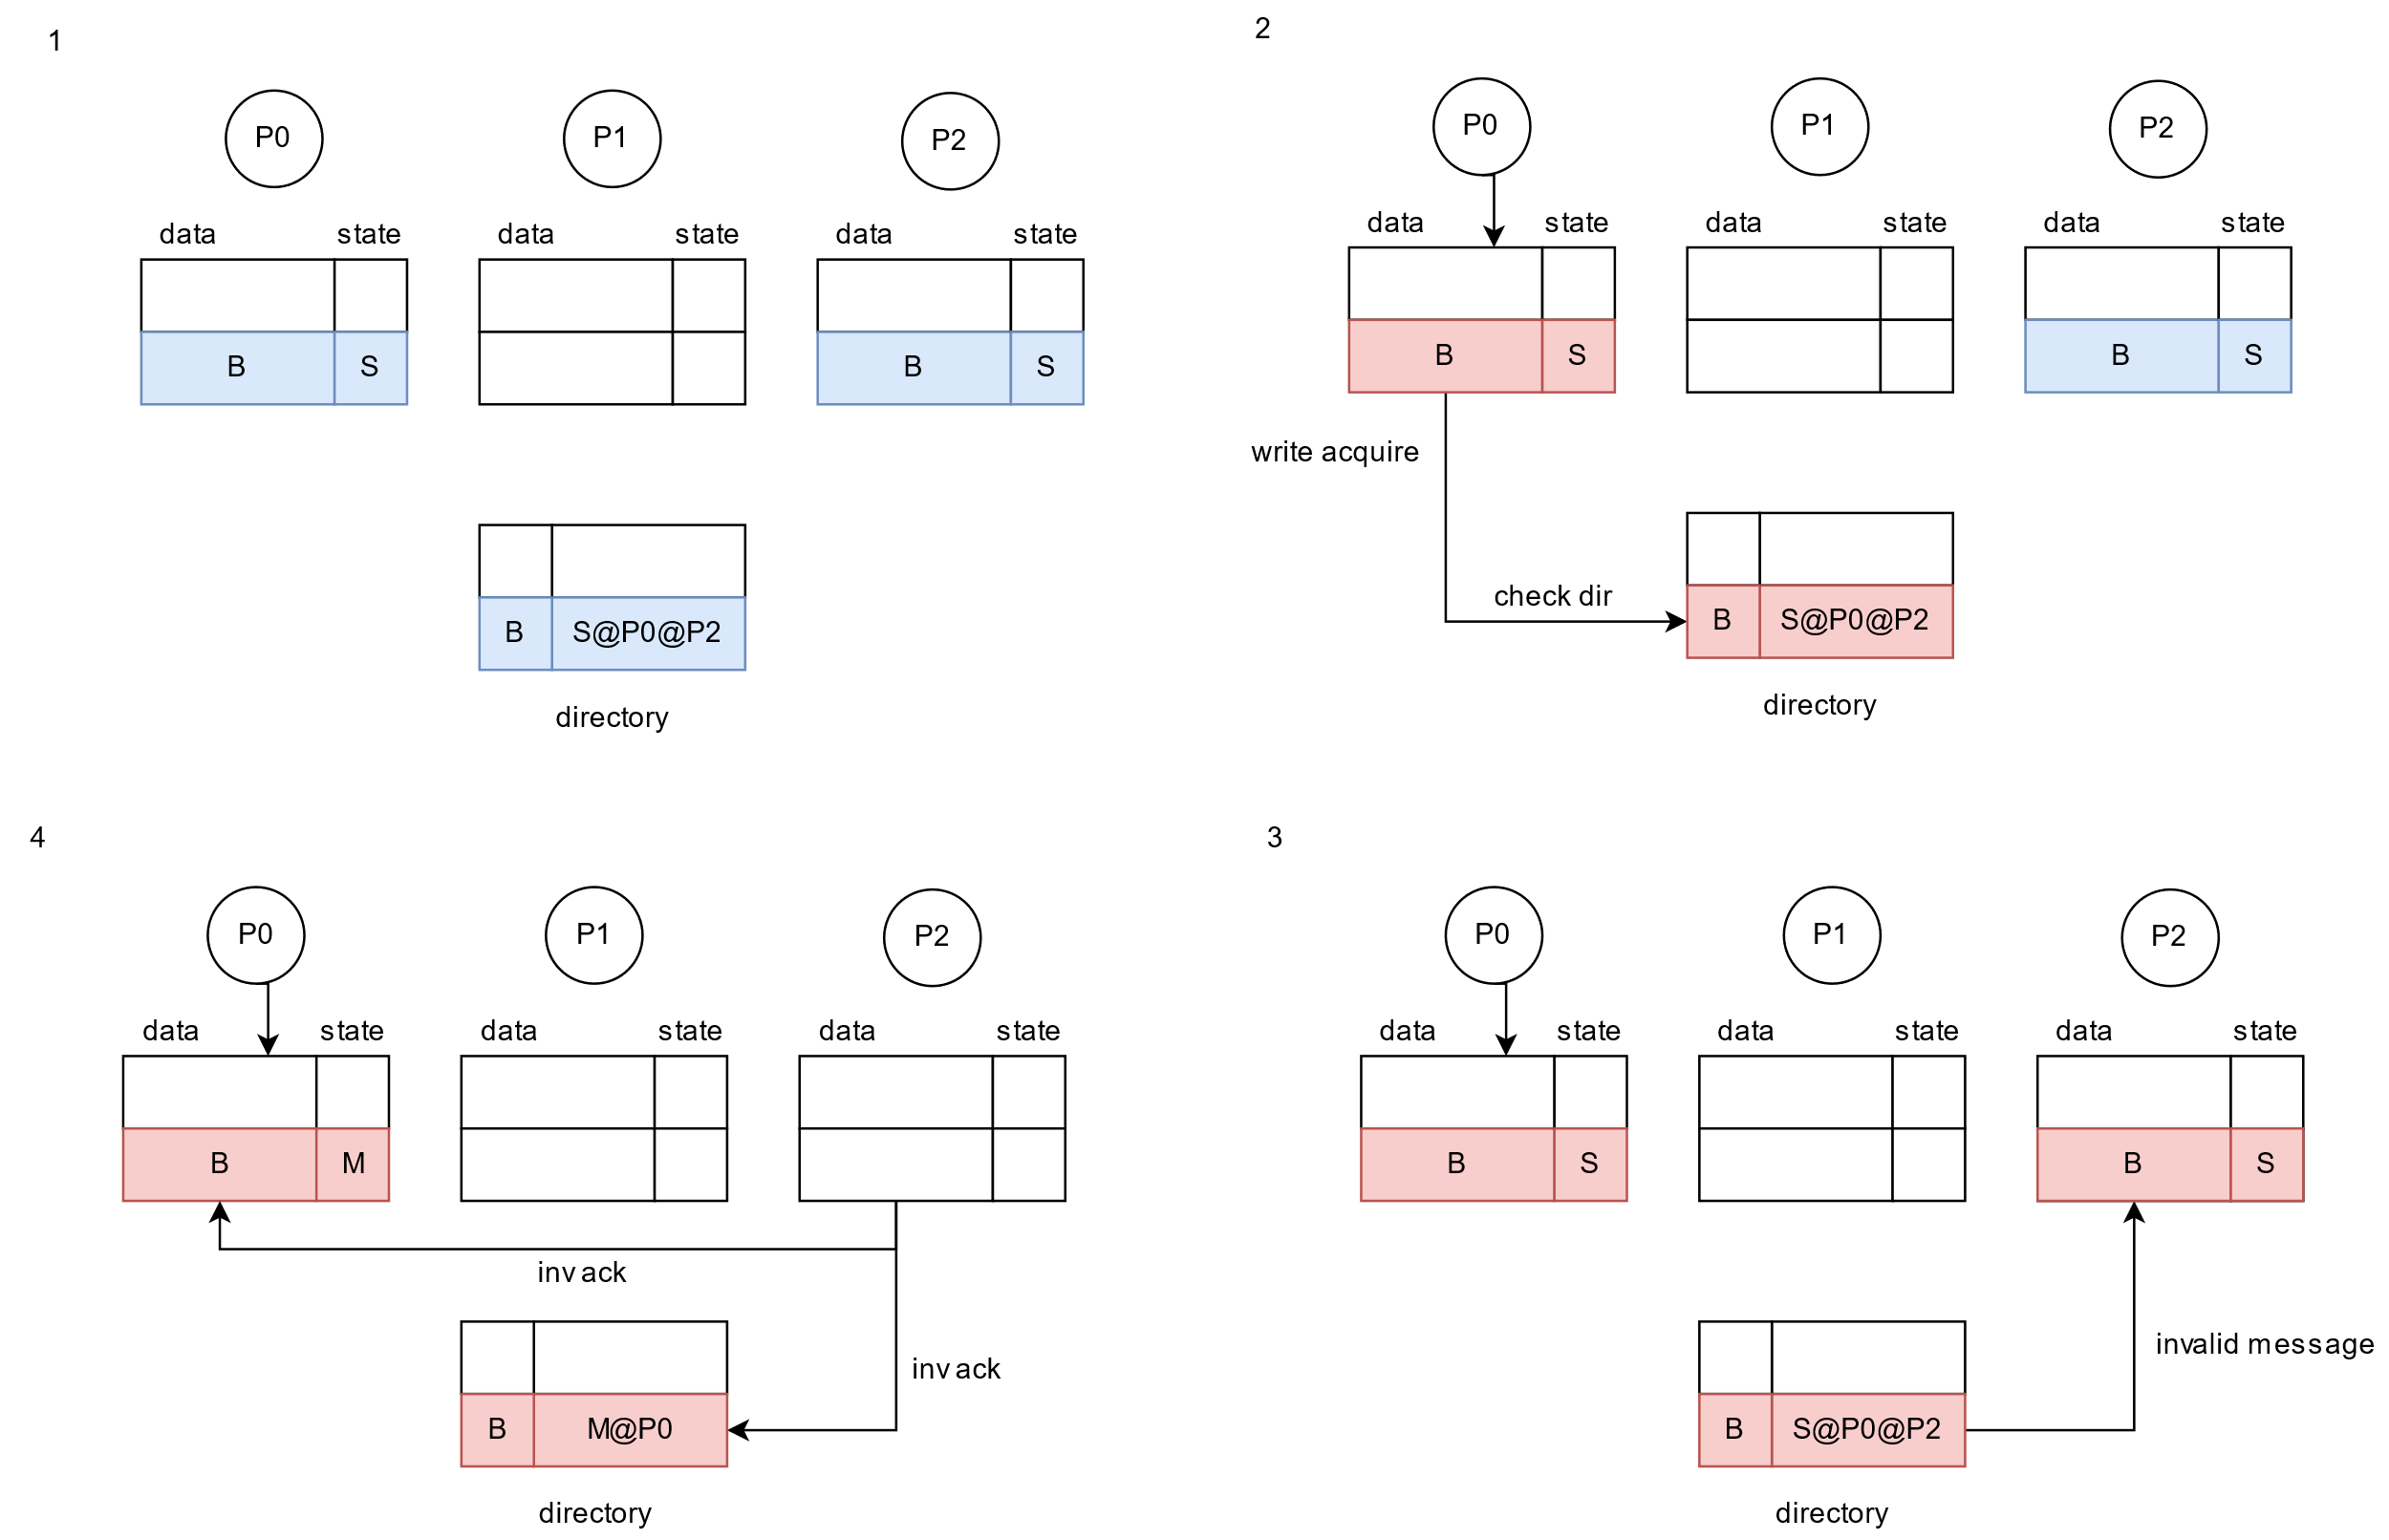 1
P0
P1
P2
data state
data state
data state
B S
B S
B S@P0@P2
directory
2
P0
P1
P2
data state
data state
data state
B S
B S
write acquire
check dir
B S@P0@P2
directory
4
P0
P1
P2
data state
data state
data state
B M
inv ack
inv ack
B M@P0
directory
3
P0
P1
P2
data state
data state
data state
B S
B S
invalid message
B S@P0@P2
directory